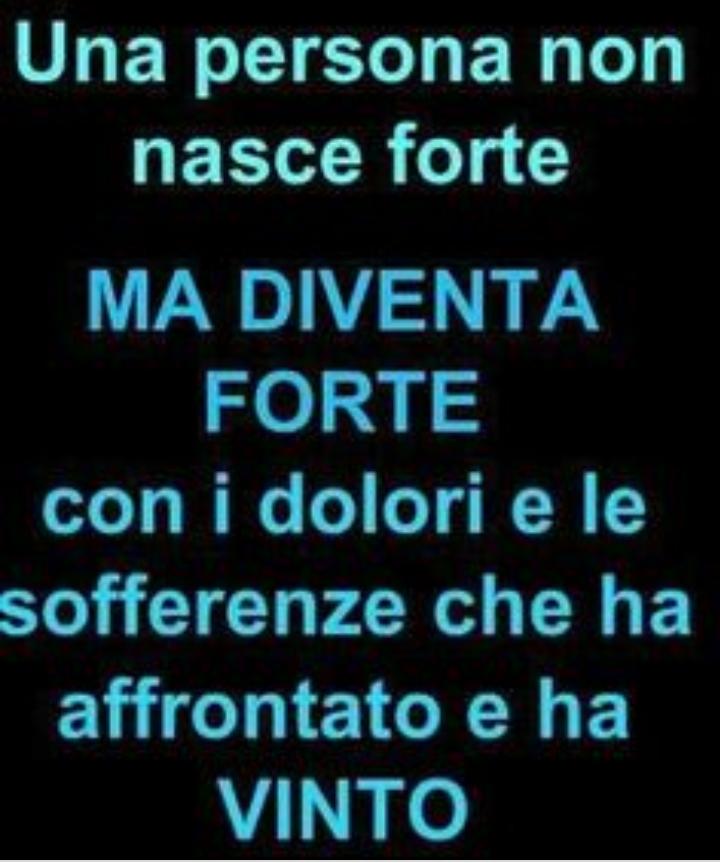 Una persona non
nasce forte
MA DIVENTA
FORTE
con i dolori e le
sofferenze che ha
affrontato e ha
VINTO